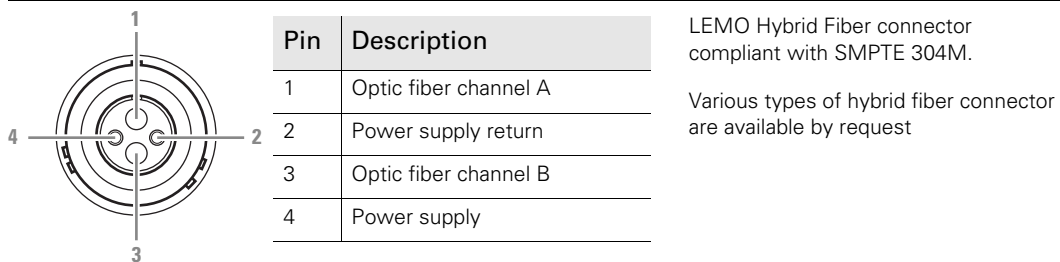 1
4
2
3
Pin Description
1 Optic fiber channel A
2 Power supply return
3 Optic fiber channel B
4 Power supply
LEMO Hybrid Fiber connector
compliant with SMPTE 304M.
Various types of hybrid fiber connector
are available by request